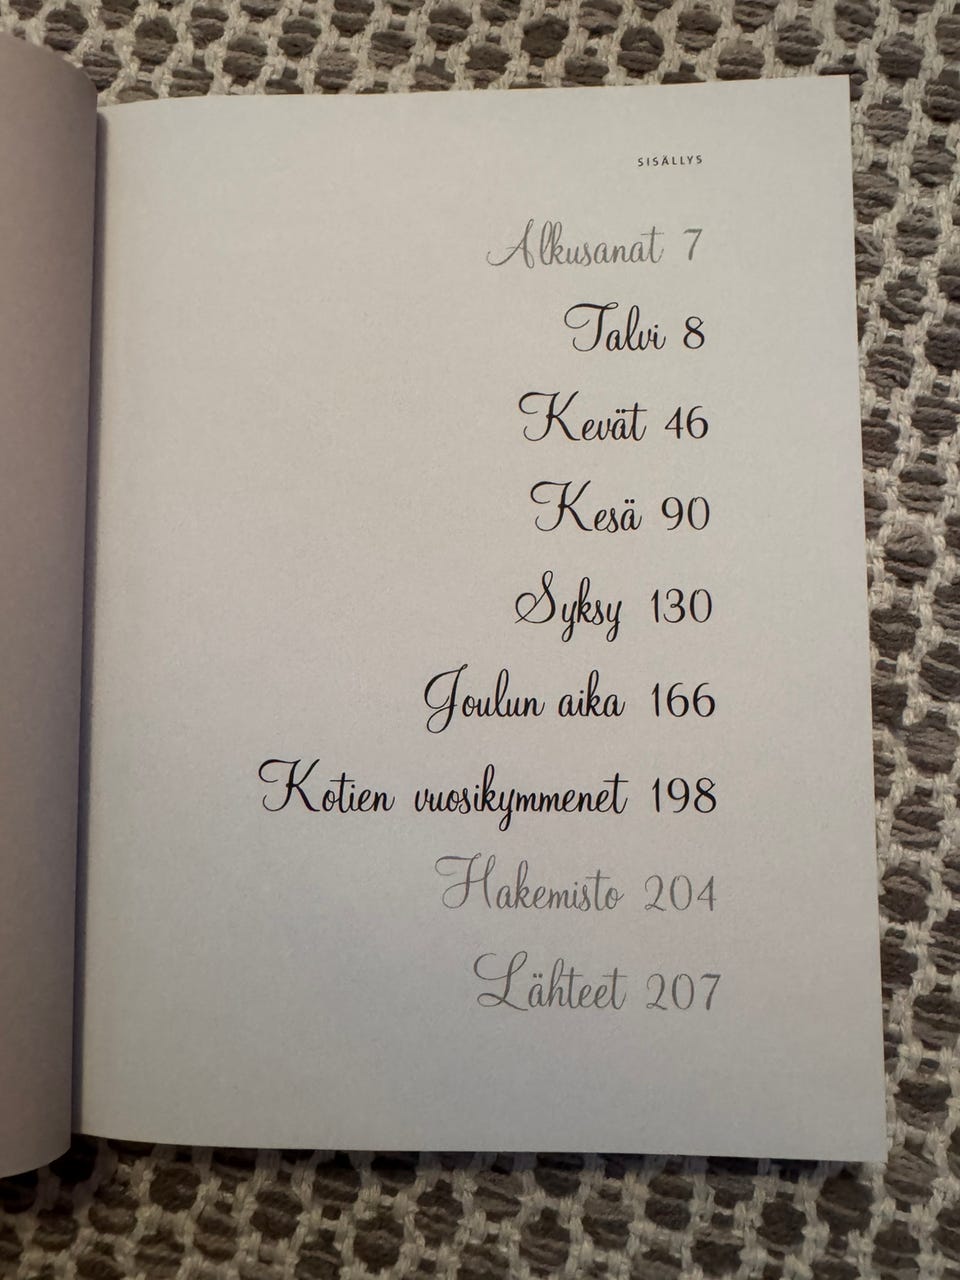 SISÄLLYS
Alkusanat 7
Talvi 8
Kevät 46
Kesä 90
Syksy 130
Joulun aika 166
Kotien vuosikymmenet 198
Hakemisto 204
Lähteet 207